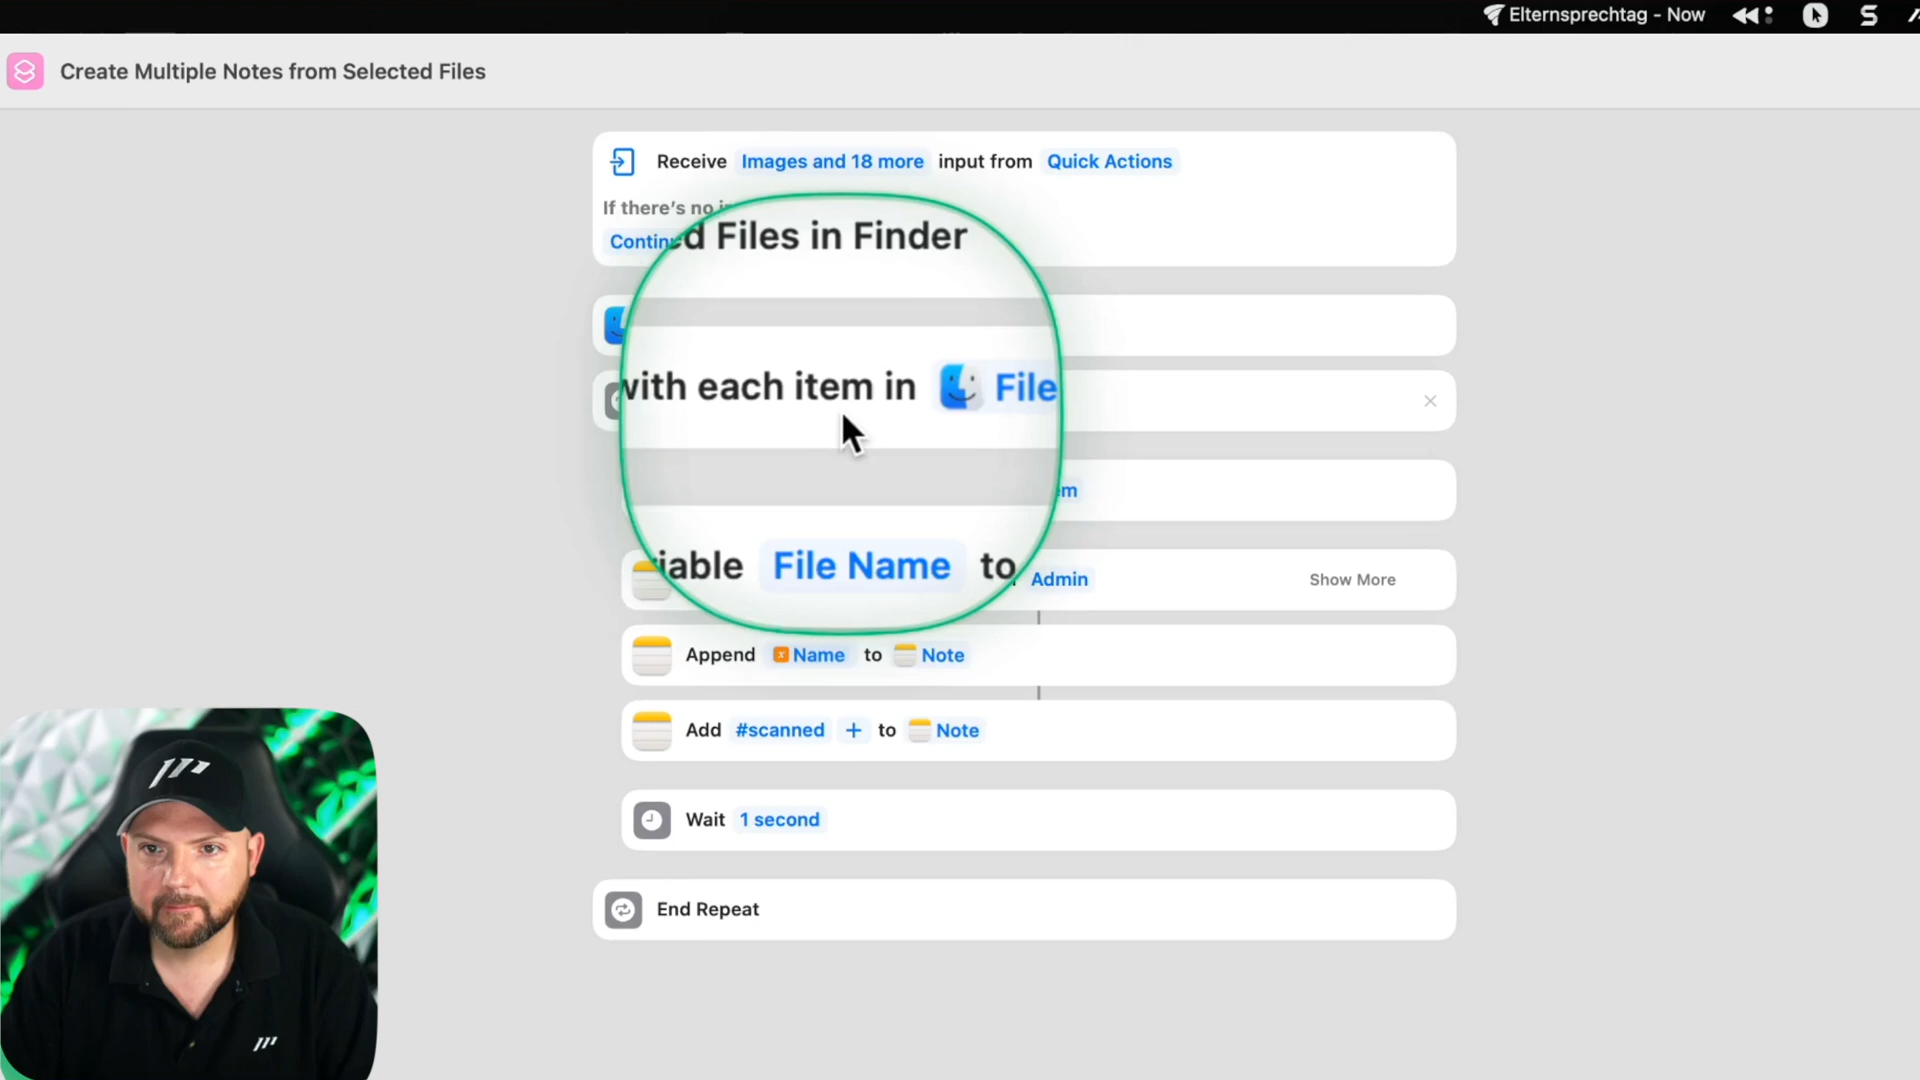 Elternsprechtag - Now
Create Multiple Notes from Selected Files
Receive Images and 18 more input from Quick Actions
If there's no
Files in Finder
with each item in File
File Name to
Admin
Show More
Append Name to Note
Add #scanned + to Note
Wait 1 second
End Repeat